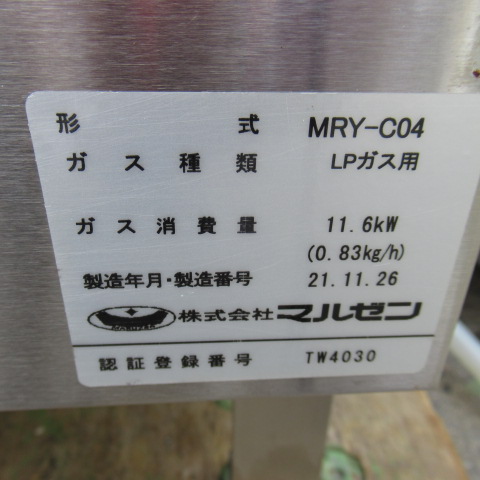 形 式 MRY-C04
ガス種類 LPガス用
ガス消費量 11.6kW
(0.83kg/h)
製造年月・製造番号 21.11.26
MARUZEN 株式会社マルゼン
認証登録番号 TW4030